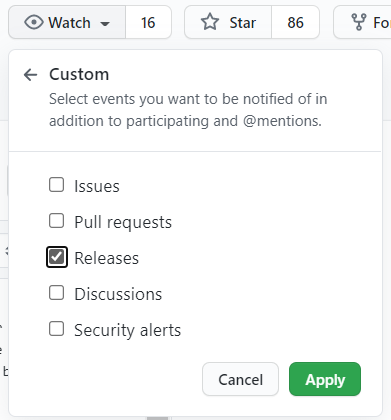 Watch 16 Star 86 Fo
Custom
Select events you want to be notified of in
addition to participating and @mentions.
Issues
Pull requests
Releases
Discussions
Security alerts
Cancel Apply